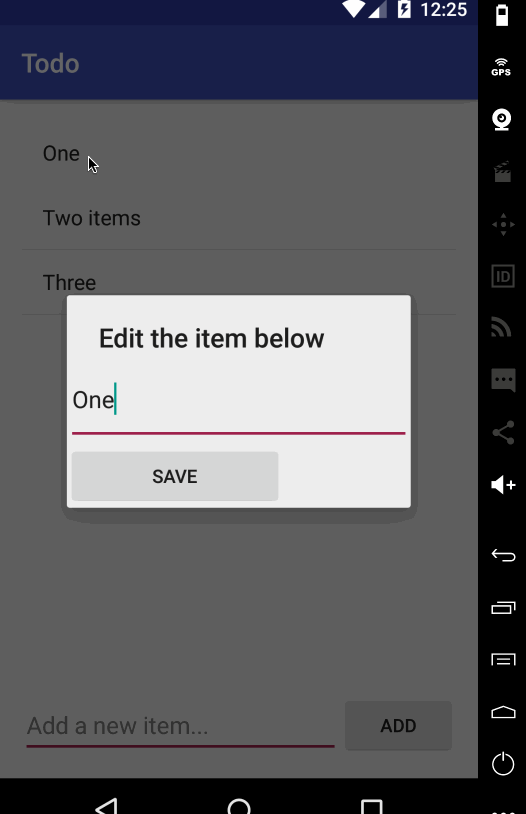 12:25
GPS
Todo
One
Two items
ID
Three
Edit the item below
One
SAVE
Add a new item...
ADD